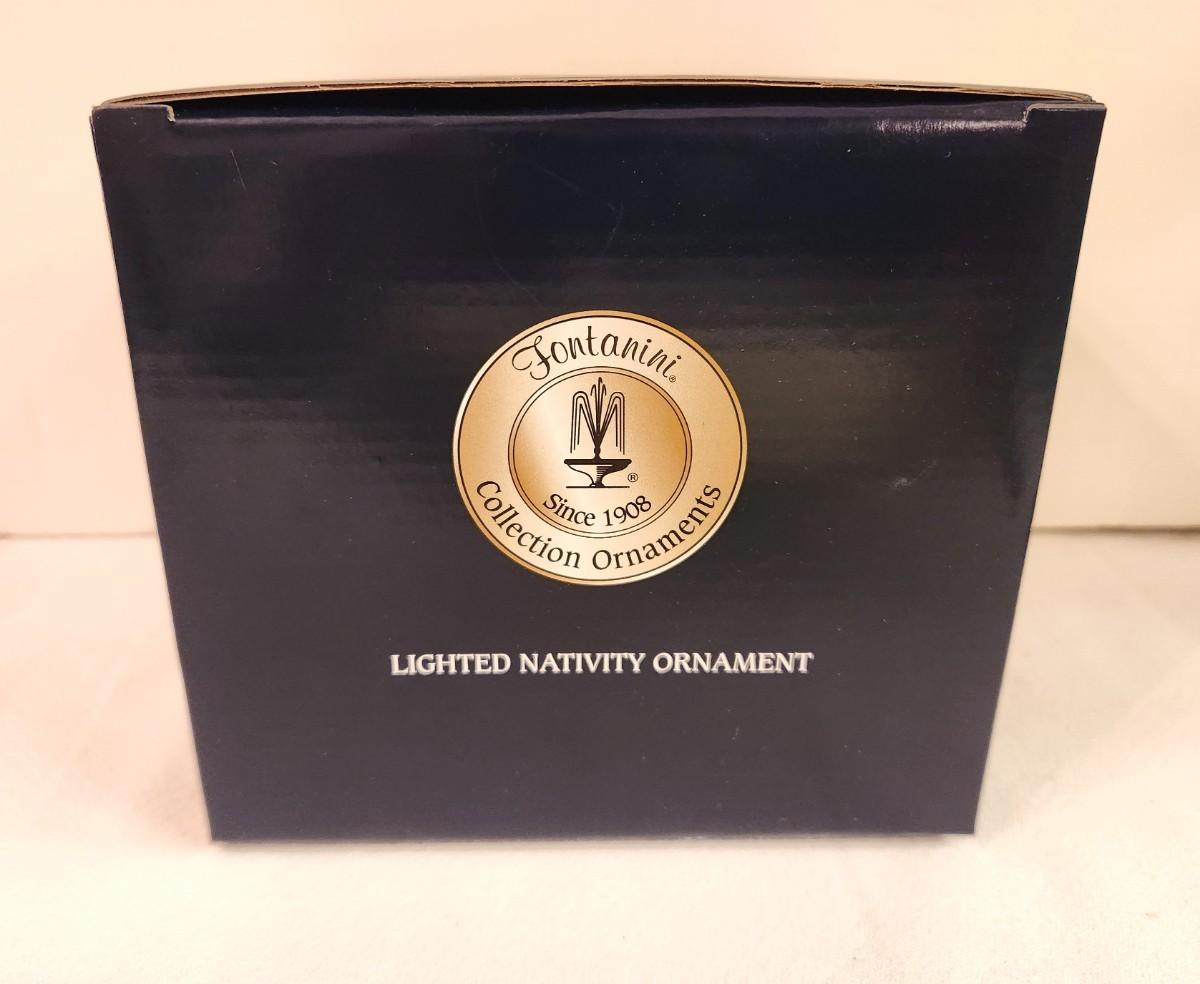 Fontanini®
®
Since 1908
Collection Ornaments
LIGHTED NATIVITY ORNAMENT